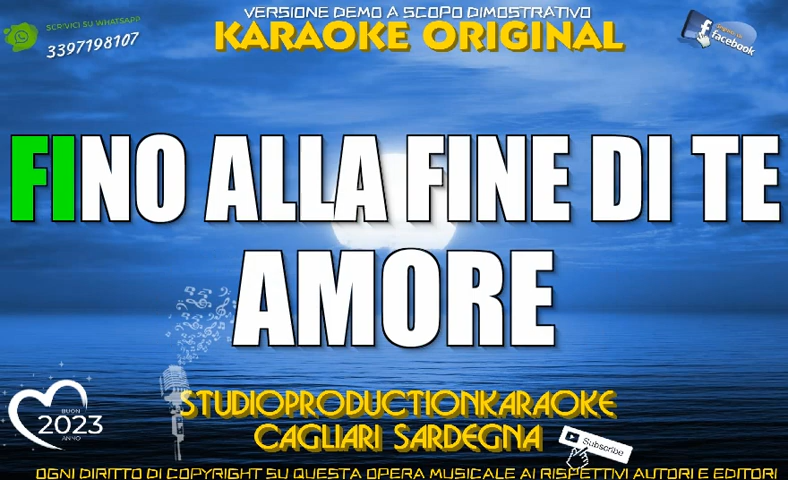 VERSIONE DEMO A SCOPO DIMOSTRATIVO
SCRIVICI SU WHATSAPP
3397198107
KARAOKE ORIGINAL
facebook
FINO ALLA FINE DI TE
AMORE
BUON
2023
ANNO
STUDIOPRODUCTIONKARAOKE
CAGLIARI SARDEGNA
Subscribe
OGNI DIRITTO DI COPYRIGHT SU QUESTA OPERA MUSICALE AI RISPETTIVI AUTORI E EDITORI